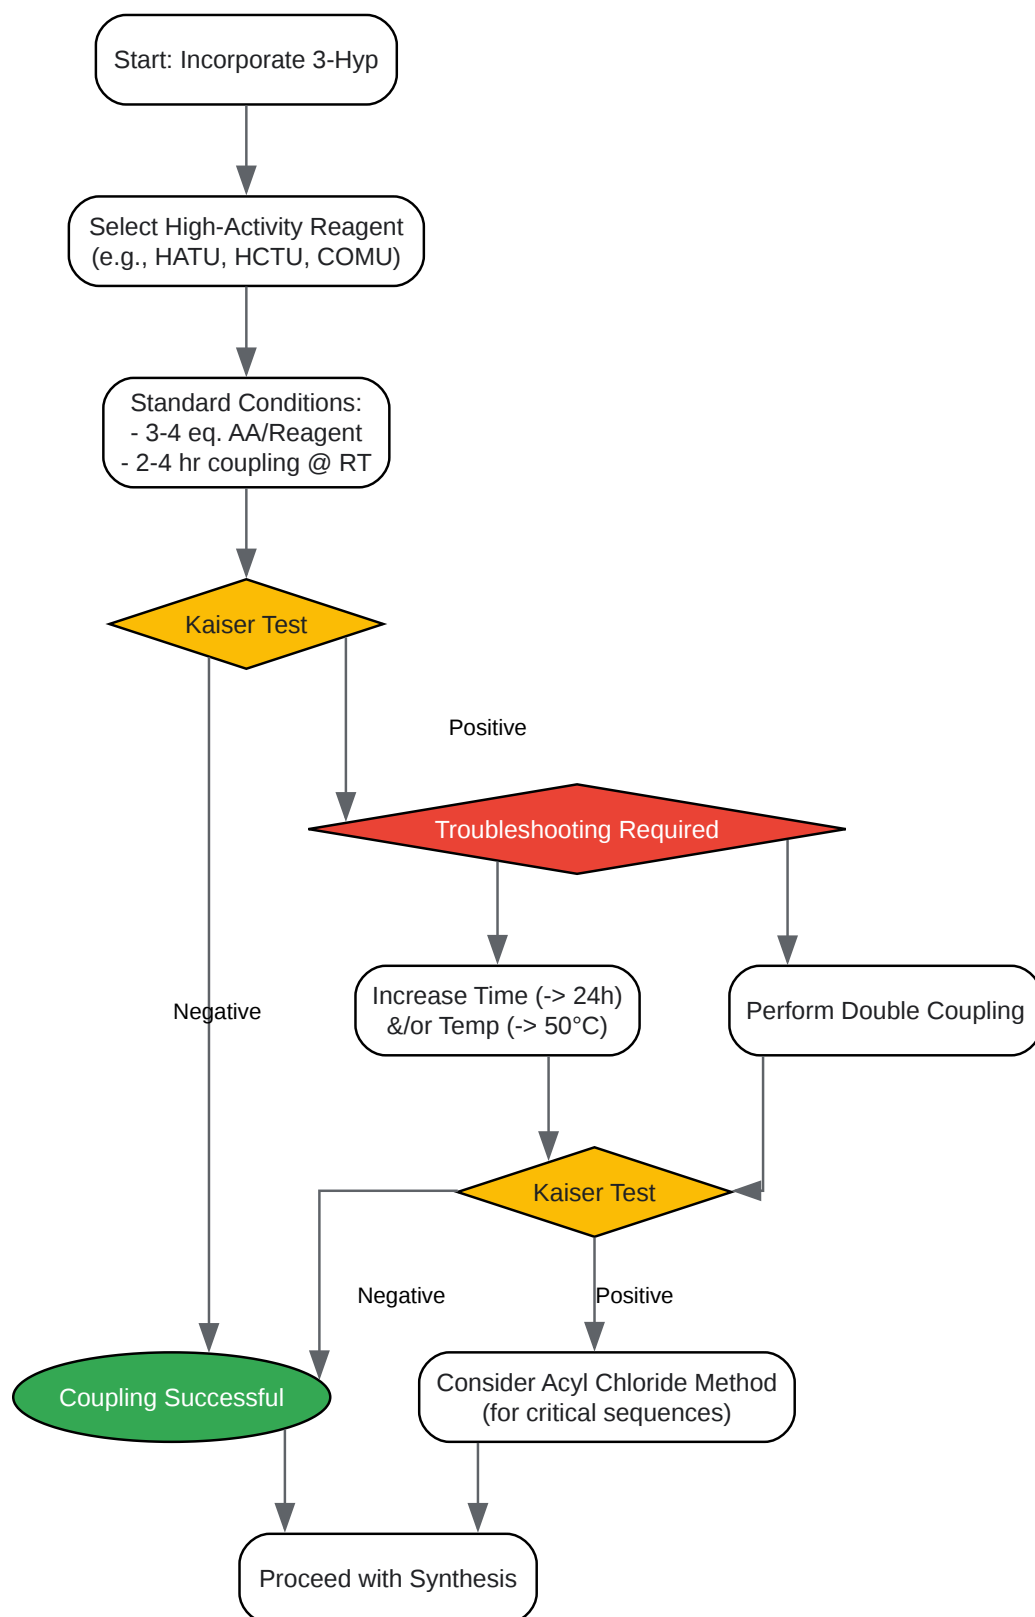 Start: Incorporate 3-Hyp
Select High-Activity Reagent
(e.g., HATU, HCTU, COMU)
Standard Conditions:
- 3-4 eq. AA/Reagent
- 2-4 hr coupling @ RT
Kaiser Test
Positive
Troubleshooting Required
Increase Time (-> 24h)
&/or Temp (-> 50°C)
Perform Double Coupling
Negative
Kaiser Test
Negative
Positive
Coupling Successful
Consider Acyl Chloride Method
(for critical sequences)
Proceed with Synthesis